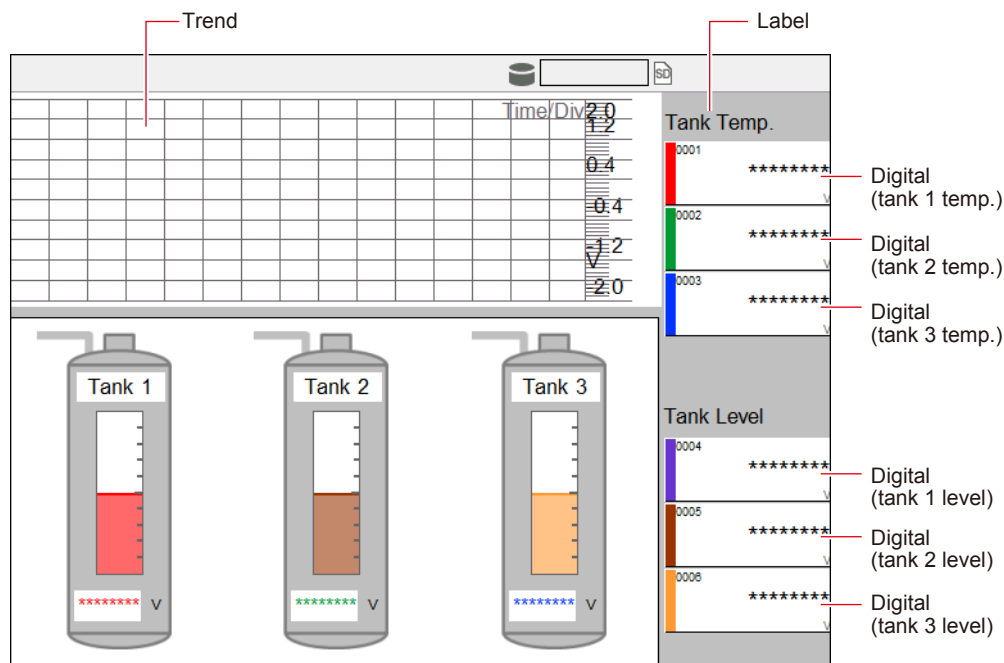 Trend
Label
SD
Time/Div
2.0
1.2
0.4
-0.4
-1.2
V
-2.0
Tank Temp.
0001
********
V
Digital
(tank 1 temp.)
0002
********
V
Digital
(tank 2 temp.)
0003
********
V
Digital
(tank 3 temp.)
Tank 1
Tank 2
Tank 3
******** V
******** V
******** V
Tank Level
0004
********
V
Digital
(tank 1 level)
0005
********
V
Digital
(tank 2 level)
0006
********
V
Digital
(tank 3 level)